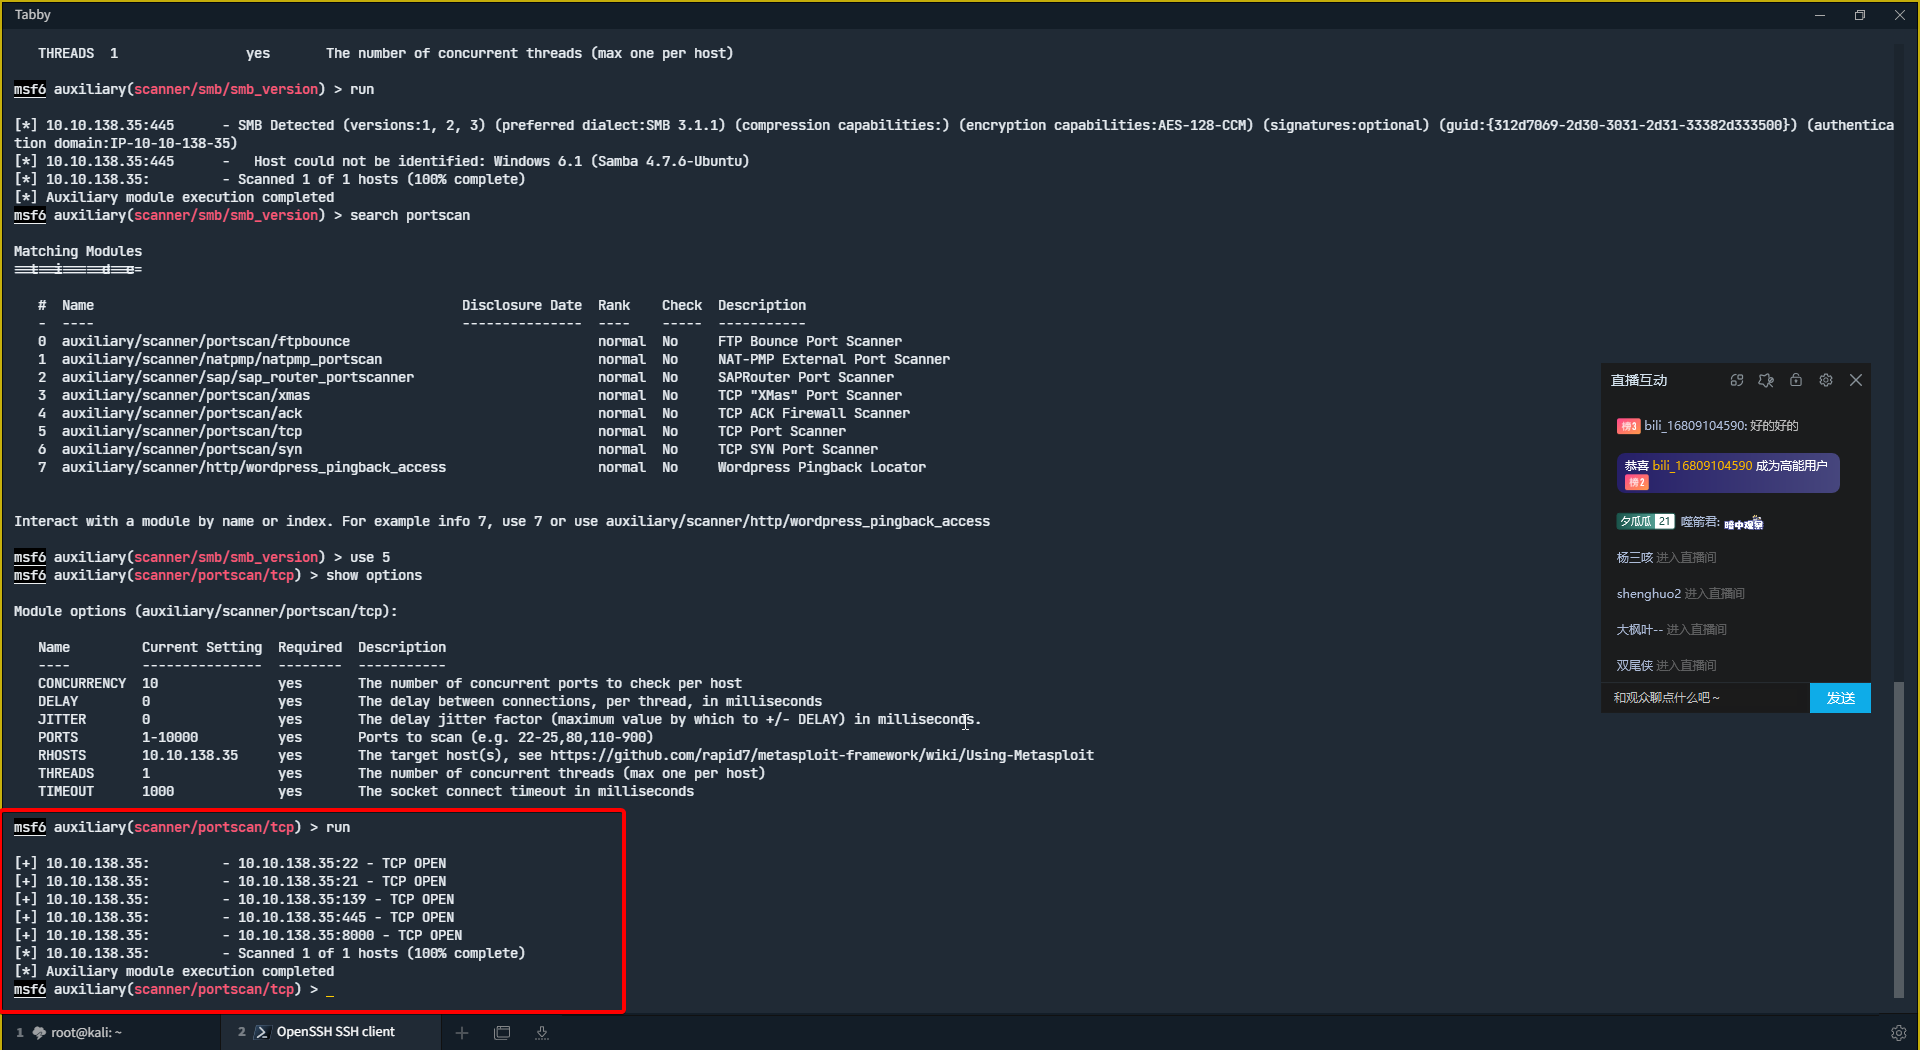 Tabby
THREADS  1                yes       The number of concurrent threads (max one per host)
msf6 auxiliary(scanner/smb/smb_version) > run
[*] 10.10.138.35:445      - SMB Detected (versions:1, 2, 3) (preferred dialect:SMB 3.1.1) (compression capabilities:) (encryption capabilities:AES-128-CCM) (signatures:optional) (guid:{312d7069-2d30-3031-2d31-33382d333500}) (authentica
tion domain:IP-10-10-138-35)
[*] 10.10.138.35:445      -   Host could not be identified: Windows 6.1 (Samba 4.7.6-Ubuntu)
[*] 10.10.138.35:         - Scanned 1 of 1 hosts (100% complete)
[*] Auxiliary module execution completed
msf6 auxiliary(scanner/smb/smb_version) > search portscan
Matching Modules
#  Name                                              Disclosure Date  Rank    Check  Description
-  ----                                              ---------------  ----    -----  -----------
0  auxiliary/scanner/portscan/ftpbounce                               normal  No     FTP Bounce Port Scanner
1  auxiliary/scanner/natpmp/natpmp_portscan                           normal  No     NAT-PMP External Port Scanner
2  auxiliary/scanner/sap/sap_router_portscanner                       normal  No     SAPRouter Port Scanner
3  auxiliary/scanner/portscan/xmas                                    normal  No     TCP "XMas" Port Scanner
4  auxiliary/scanner/portscan/ack                                     normal  No     TCP ACK Firewall Scanner
5  auxiliary/scanner/portscan/tcp                                     normal  No     TCP Port Scanner
6  auxiliary/scanner/portscan/syn                                     normal  No     TCP SYN Port Scanner
7  auxiliary/scanner/http/wordpress_pingback_access                   normal  No     Wordpress Pingback Locator
Interact with a module by name or index. For example info 7, use 7 or use auxiliary/scanner/http/wordpress_pingback_access
msf6 auxiliary(scanner/smb/smb_version) > use 5
msf6 auxiliary(scanner/portscan/tcp) > show options
Module options (auxiliary/scanner/portscan/tcp):
Name         Current Setting  Required  Description
----         ---------------  --------  -----------
CONCURRENCY  10               yes       The number of concurrent ports to check per host
DELAY        0                yes       The delay between connections, per thread, in milliseconds
JITTER       0                yes       The delay jitter factor (maximum value by which to +/- DELAY) in milliseconds.
PORTS        1-10000          yes       Ports to scan (e.g. 22-25,80,110-900)
RHOSTS       10.10.138.35     yes       The target host(s), see https://github.com/rapid7/metasploit-framework/wiki/Using-Metasploit
THREADS      1                yes       The number of concurrent threads (max one per host)
TIMEOUT      1000             yes       The socket connect timeout in milliseconds
msf6 auxiliary(scanner/portscan/tcp) > run
[+] 10.10.138.35:         - 10.10.138.35:22 - TCP OPEN
[+] 10.10.138.35:         - 10.10.138.35:21 - TCP OPEN
[+] 10.10.138.35:         - 10.10.138.35:139 - TCP OPEN
[+] 10.10.138.35:         - 10.10.138.35:445 - TCP OPEN
[+] 10.10.138.35:         - 10.10.138.35:8000 - TCP OPEN
[*] 10.10.138.35:         - Scanned 1 of 1 hosts (100% complete)
[*] Auxiliary module execution completed
msf6 auxiliary(scanner/portscan/tcp) > _
直播互动
榜3 bili_16809104590: 好的好的
恭喜 bili_16809104590 成为高能用户
榜2
夕瓜瓜 21 噬箭君: 暗中观察
杨三咳 进入直播间
shenghuo2 进入直播间
大枫叶-- 进入直播间
双尾侠 进入直播间
和观众聊点什么吧~
发送
1 root@kali: ~
2 OpenSSH SSH client